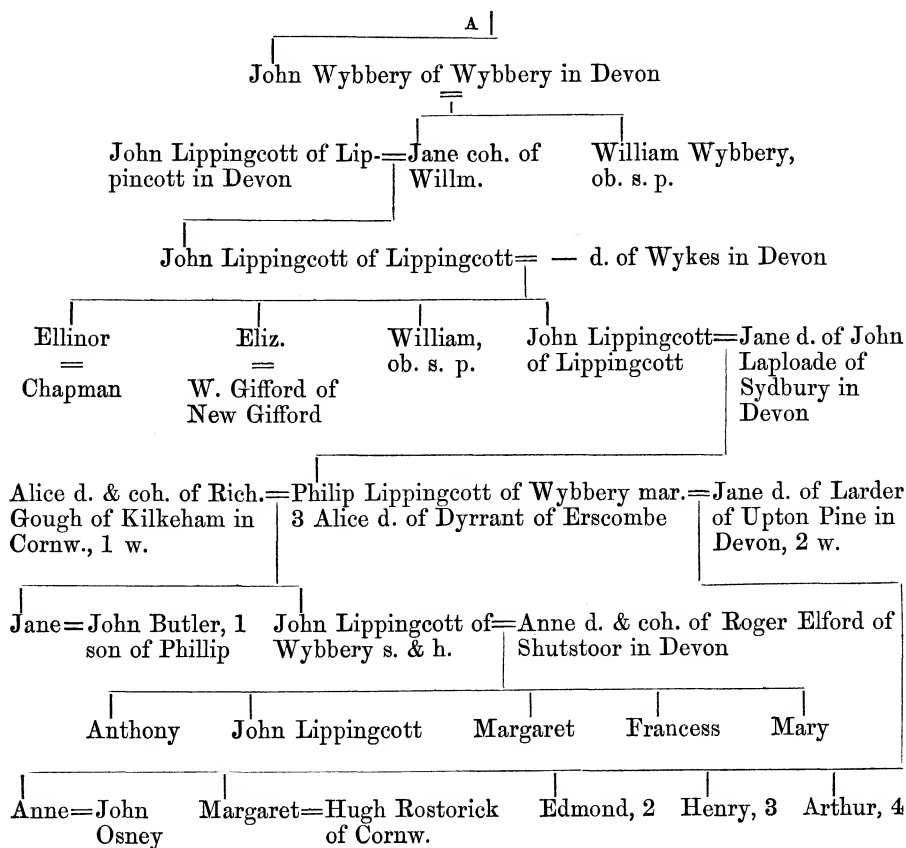 A
John Wybbery of Wybbery in Devon
=
John Lippingcott of Lip-=Jane coh. of William Wybbery,
pincott in Devon Willm. ob. s. p.
John Lippingcott of Lippingcott= — d. of Wykes in Devon
Ellinor Eliz. William, John Lippingcott=Jane d. of John
= = ob. s. p. of Lippingcott Laploade of
Chapman W. Gifford of Sydbury in
New Gifford Devon
Alice d. & coh. of Rich.=Philip Lippingcott of Wybbery mar.=Jane d. of Larder
Gough of Kilkeham in 3 Alice d. of Dyrrant of Erscombe of Upton Pine in
Cornw., 1 w. Devon, 2 w.
Jane=John Butler, 1 John Lippingcott of=Anne d. & coh. of Roger Elford of
son of Phillip Wybbery s. & h. Shutstoor in Devon
Anthony John Lippingcott Margaret Francess Mary
Anne=John Margaret=Hugh Rostorick Edmond, 2 Henry, 3 Arthur, 4
Osney of Cornw.